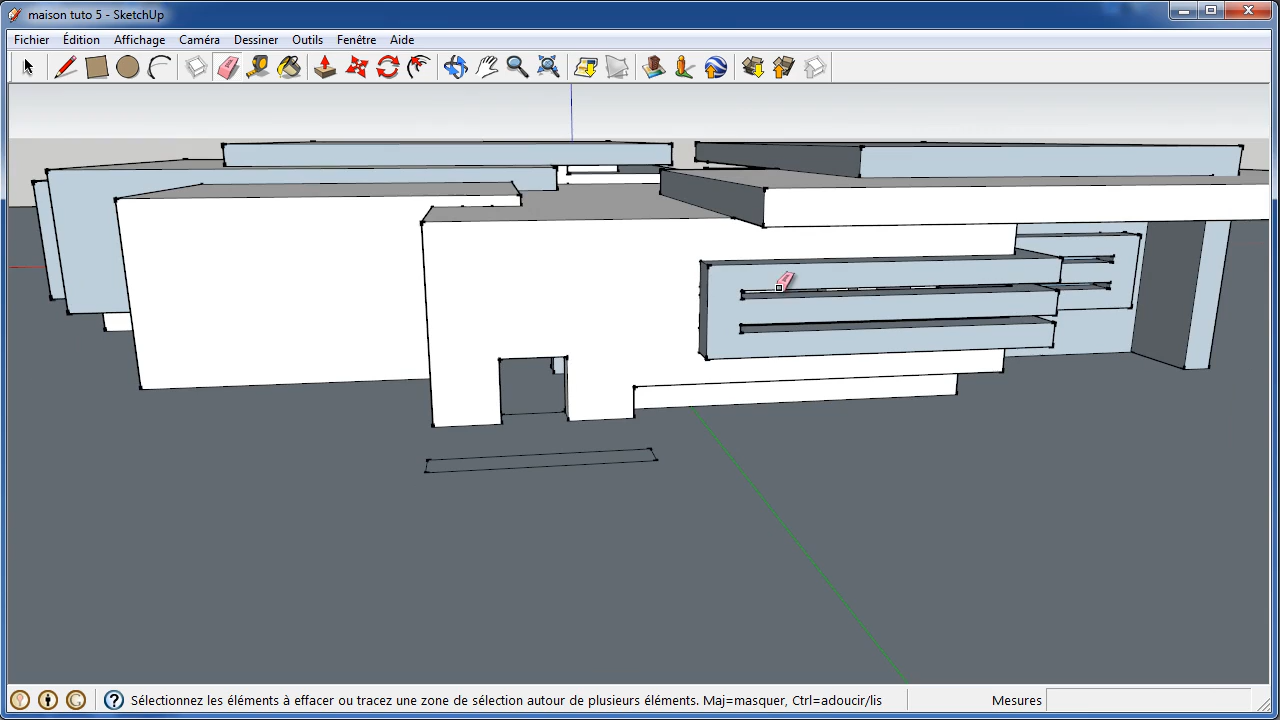 maison tuto 5 - SketchUp
Fichier Édition Affichage Caméra Dessiner Outils Fenêtre Aide
Sélectionnez les éléments à effacer ou tracez une zone de sélection autour de plusieurs éléments. Maj=masquer, Ctrl=adoucir/lis
Mesures